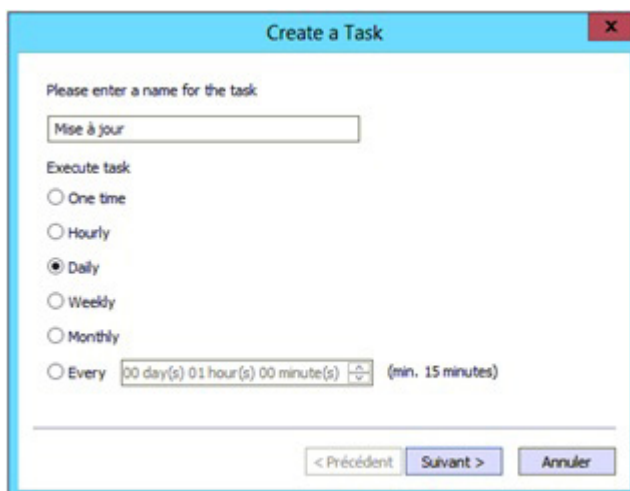 Create a Task
x
Please enter a name for the task
Mise à jour
Execute task
One time
Hourly
Daily
Weekly
Monthly
Every 00 day(s) 01 hour(s) 00 minute(s) (min. 15 minutes)
< Précédent Suivant > Annuler